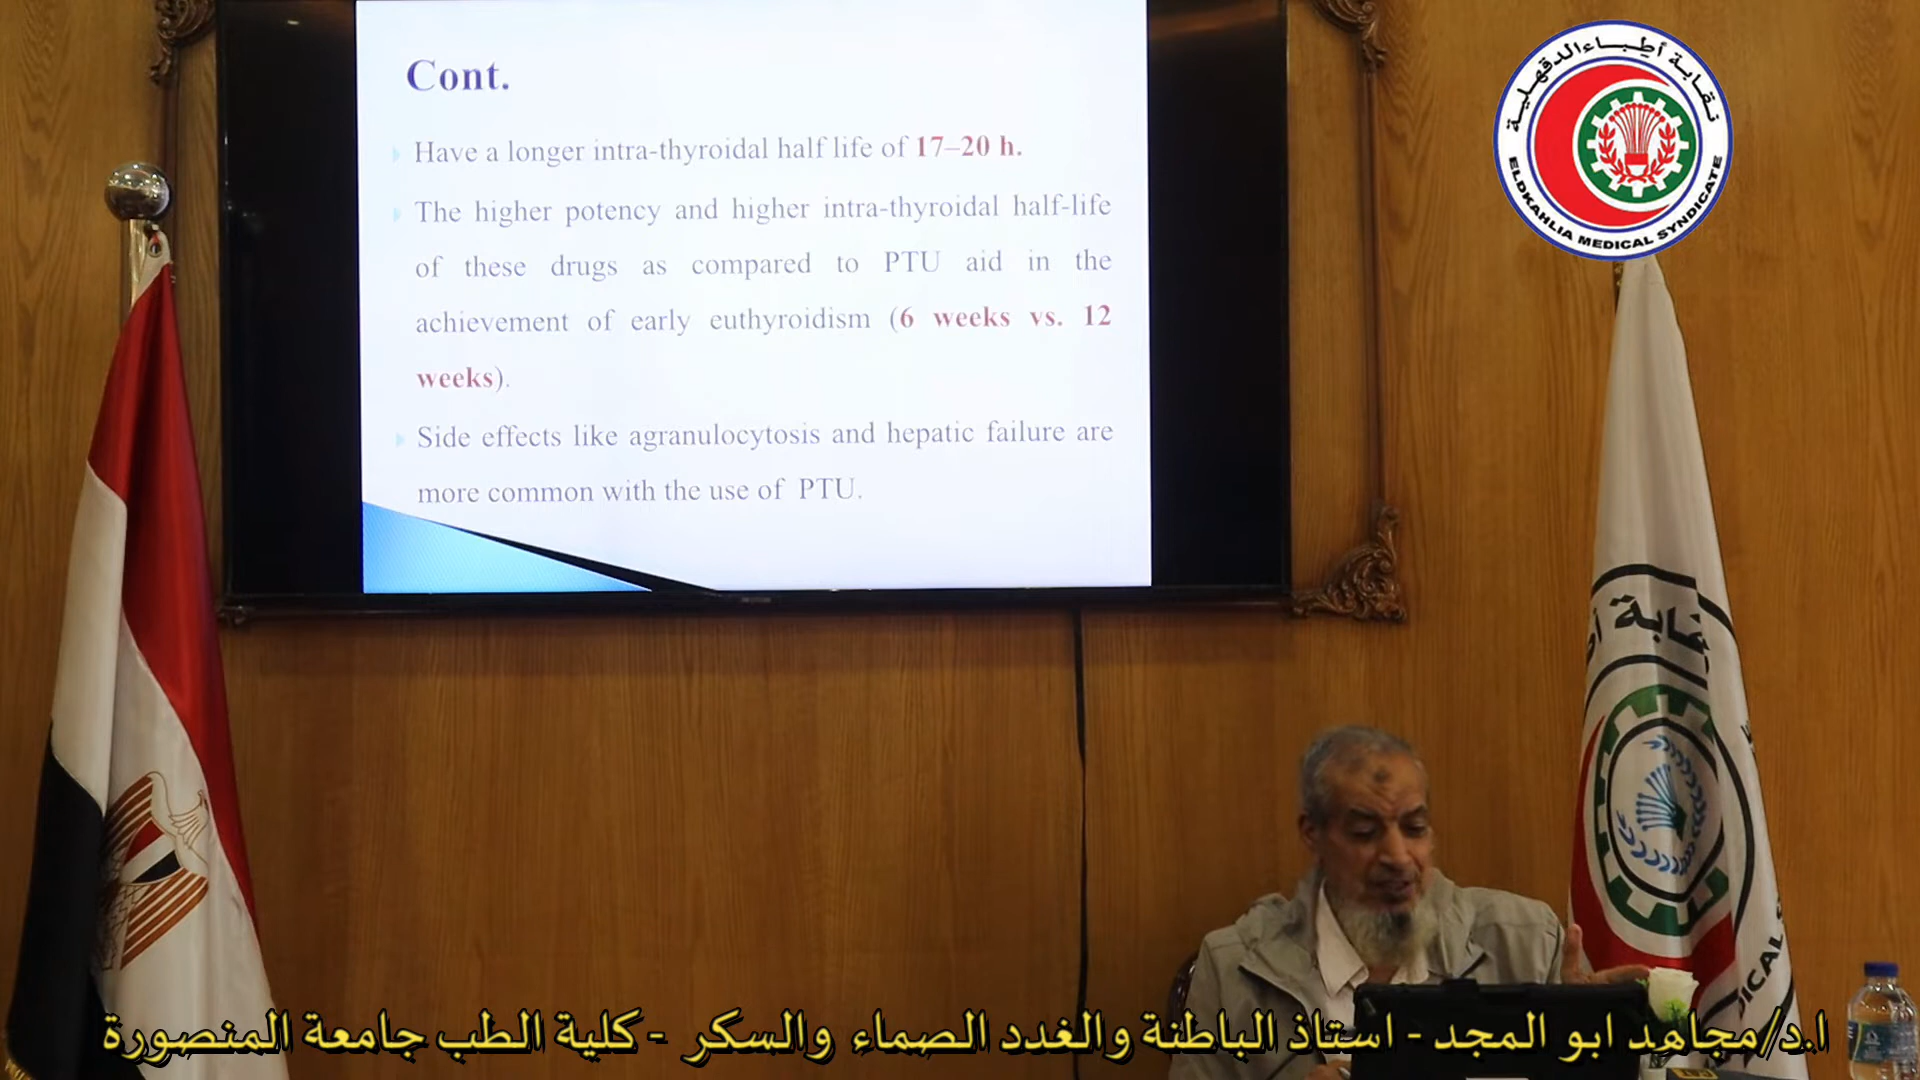 Cont.
Have a longer intra-thyroidal half life of 17–20 h.
The higher potency and higher intra-thyroidal half-life
of these drugs as compared to PTU aid in the
achievement of early euthyroidism (6 weeks vs. 12
weeks).
Side effects like agranulocytosis and hepatic failure are
more common with the use of PTU.
نقابة أطباء الدقهلية
ELDKAHLIA MEDICAL SYNDICATE
ا.د/مجاهد ابو المجد - استاذ الباطنة والغدد الصماء والسكر - كلية الطب جامعة المنصورة